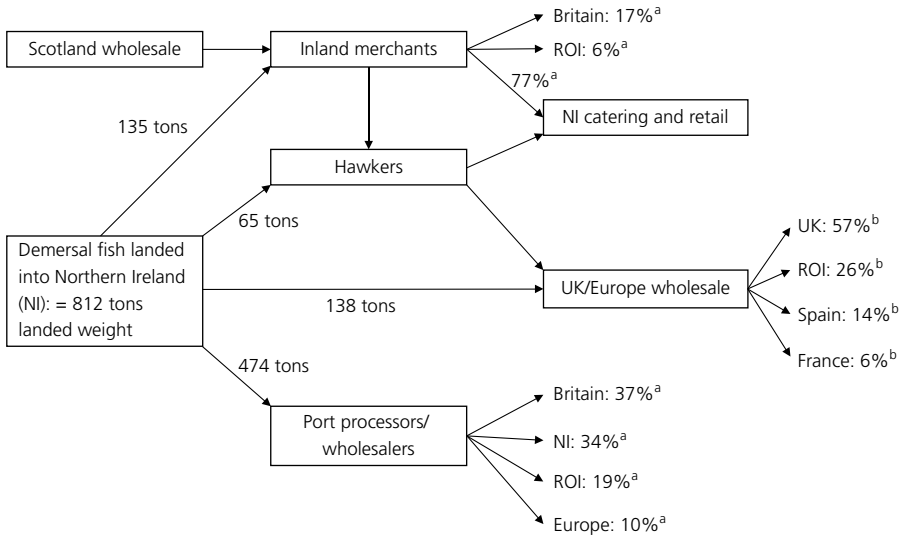 Scotland wholesale
Inland merchants
Britain: 17%ᵃ
ROI: 6%ᵃ
77%ᵃ
NI catering and retail
135 tons
Hawkers
65 tons
Demersal fish landed
into Northern Ireland
(NI): = 812 tons
landed weight
138 tons
UK/Europe wholesale
UK: 57%ᵇ
ROI: 26%ᵇ
Spain: 14%ᵇ
France: 6%ᵇ
474 tons
Port processors/
wholesalers
Britain: 37%ᵃ
NI: 34%ᵃ
ROI: 19%ᵃ
Europe: 10%ᵃ